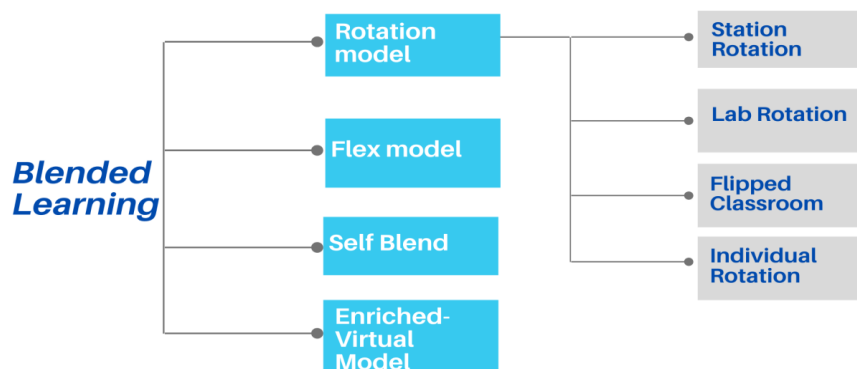 Blended
Learning
Rotation
model
Flex model
Self Blend
Enriched-
Virtual
Model
Station
Rotation
Lab Rotation
Flipped
Classroom
Individual
Rotation